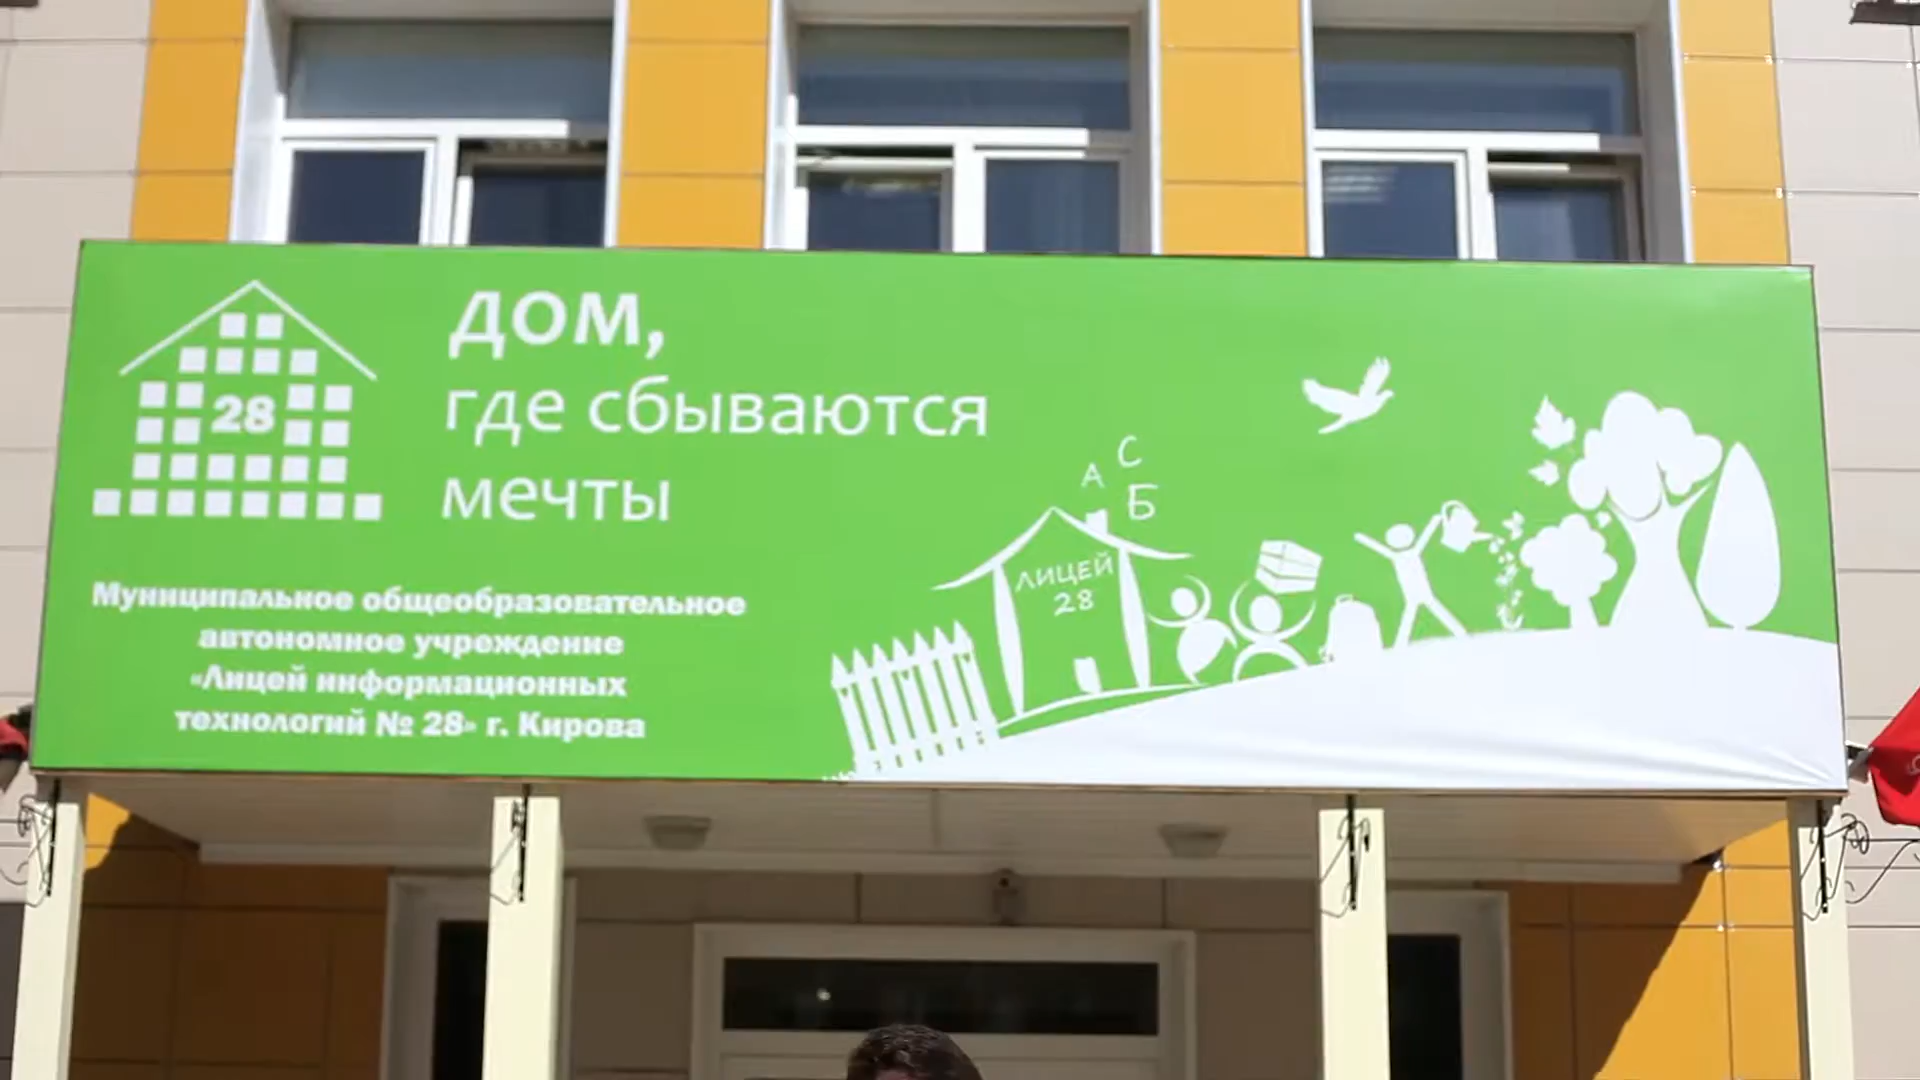 28
дом,
где сбываются
мечты
Муниципальное общеобразовательное
автономное учреждение
«Лицей информационных
технологий № 28» г. Кирова
С
А
Б
ЛИЦЕЙ
28